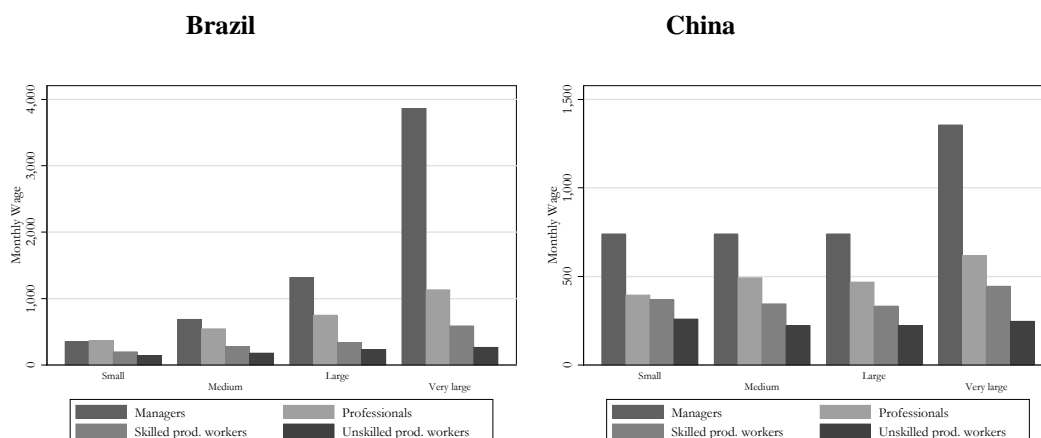 Brazil
China
Monthly Wage
4,000
3,000
2,000
1,000
0
Small
Medium
Large
Very large
Managers
Professionals
Skilled prod. workers
Unskilled prod. workers
Monthly Wage
1,500
1,000
500
0
Small
Medium
Large
Very large
Managers
Professionals
Skilled prod. workers
Unskilled prod. workers